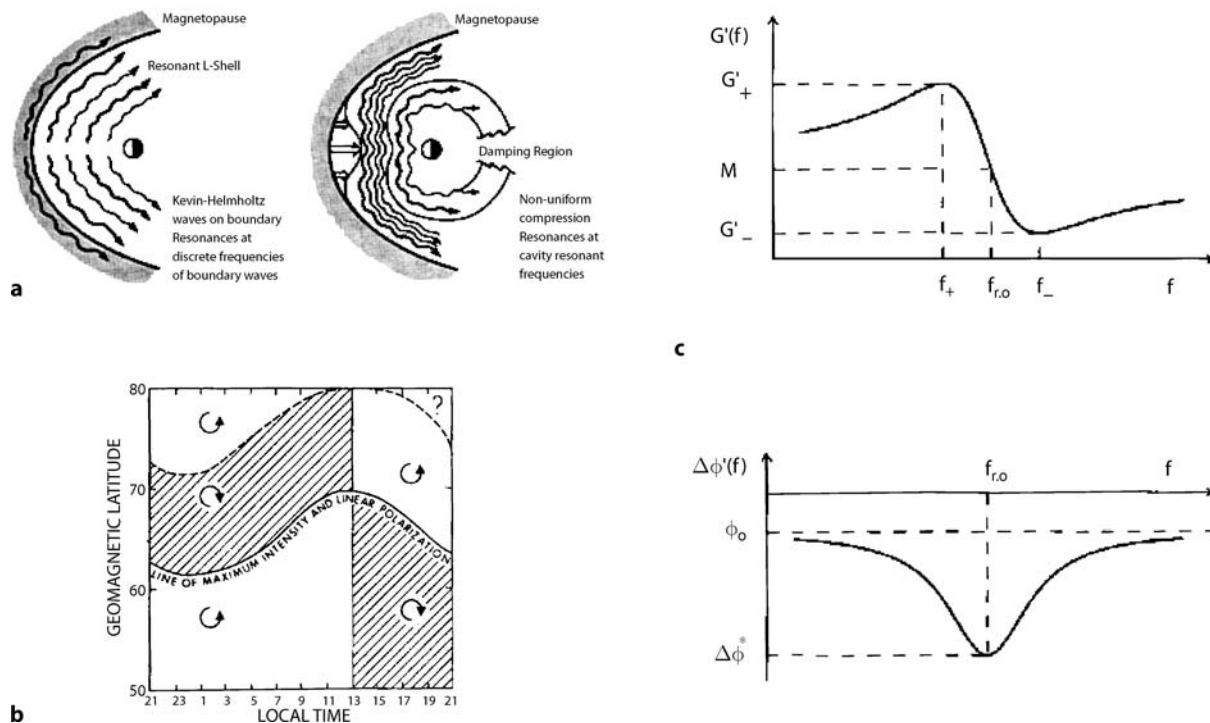 Magnetopause
Resonant L-Shell
Kevin-Helmholtz
waves on boundary
Resonances at
discrete frequencies
of boundary waves
a
Magnetopause
Damping Region
Non-uniform
compression
Resonances at
cavity resonant
frequencies
GEOMAGNETIC LATITUDE
80
70
60
50
?
LINE OF MAXIMUM INTENSITY AND LINEAR POLARIZATION
21 23 1 3 5 7 9 11 13 15 17 19 21
LOCAL TIME
b
G'(f)
G'+
M
G'−
f+ fr.o f− f
c
Δϕ'(f)
fr.o f
ϕo
Δϕ*